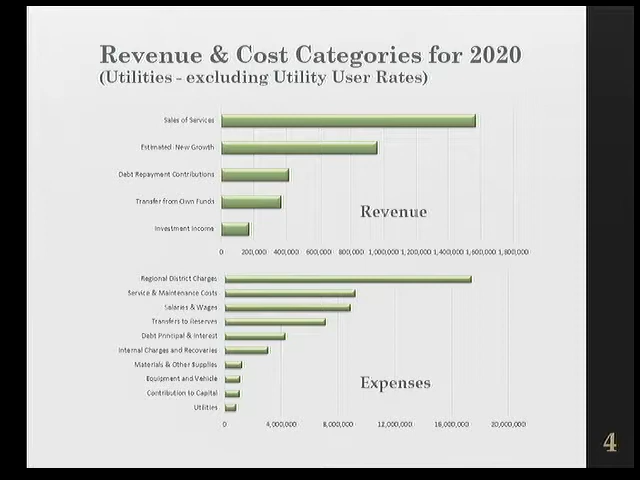 Revenue & Cost Categories for 2020
(Utilities - excluding Utility User Rates)
Sales of Services
Estimated New Growth
Debt Repayment Contributions
Transfer from Own Funds
Investment Income
Revenue
0 200,000 400,000 600,000 800,000 1,000,000 1,200,000 1,400,000 1,600,000 1,800,000
Regional District Charges
Service & Maintenance Costs
Salaries & Wages
Transfers to Reserves
Debt Principal & Interest
Internal Charges and Recoveries
Materials & Other Supplies
Equipment and Vehicle
Contribution to Capital
Utilities
Expenses
0 4,000,000 8,000,000 12,000,000 16,000,000 20,000,000
4